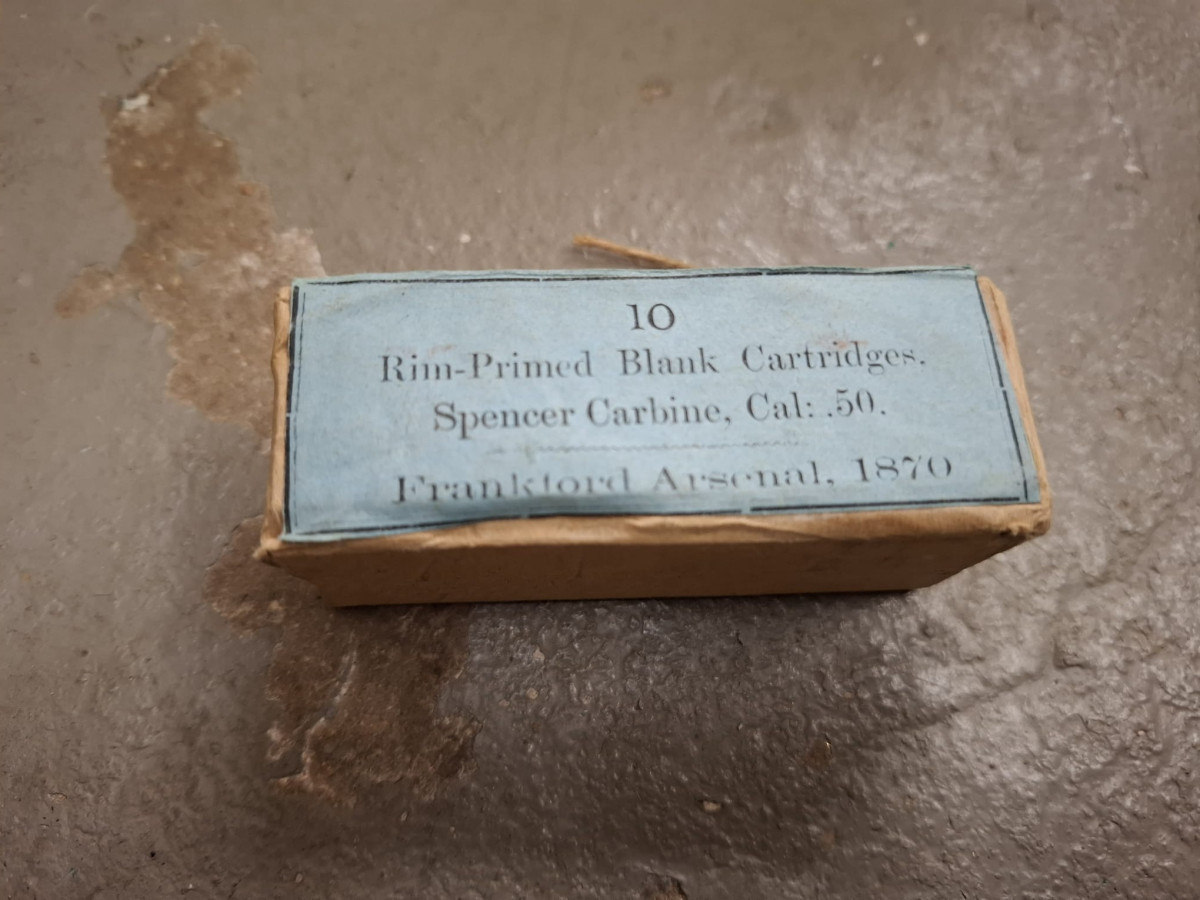 10
Rim-Primed Blank Cartridges.
Spencer Carbine, Cal: .50.
Frankford Arsenal, 1870